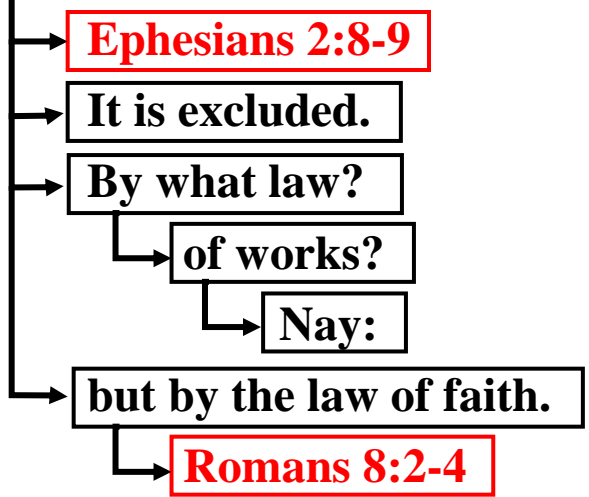 Ephesians 2:8-9
It is excluded.
By what law?
of works?
Nay:
but by the law of faith.
Romans 8:2-4